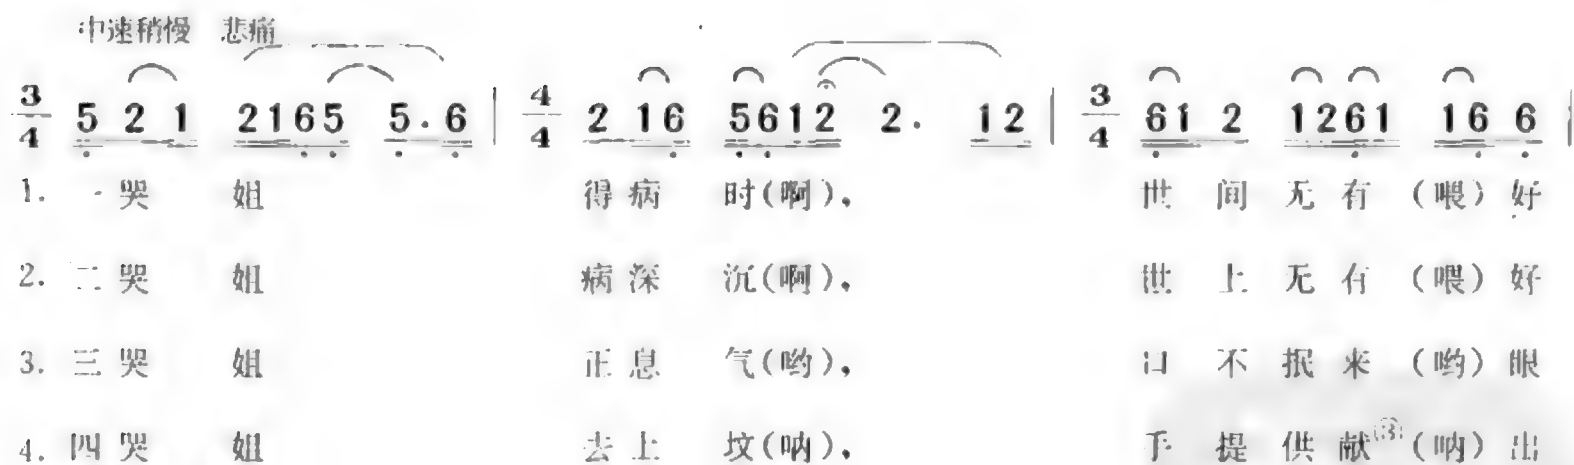 中速稍慢 悲痛
3/4 5 2 1 2165 5.6 | 4/4 2 16 5612 2. 12 | 3/4 61 2 1261 16 6 |
1. 一哭 姐 得病 时(啊), 世 间 无 有 (喂) 好
2. 二哭 姐 病深 沉(啊), 世 上 无 有 (喂) 好
3. 三哭 姐 正息 气(哟), 口 不 抿 来 (哟) 眼
4. 四哭 姐 去上 坟(呐), 手 提 供 献(3) (呐) 出